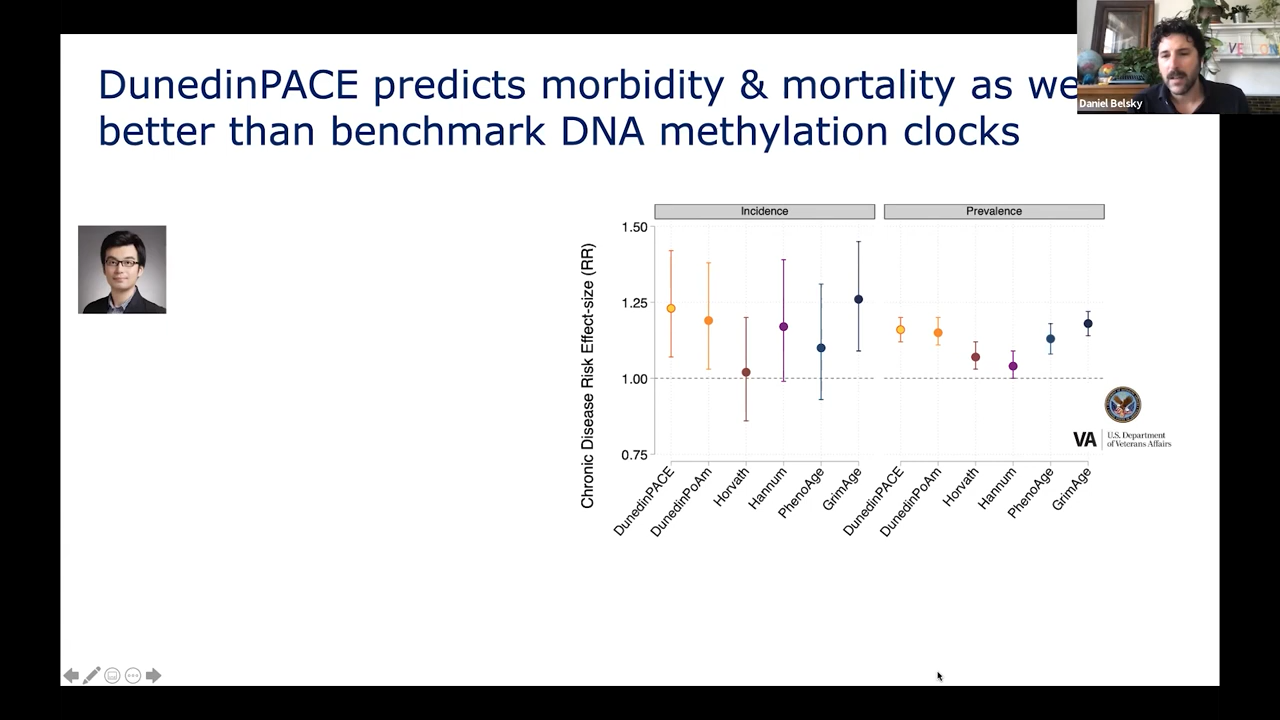 DunedinPACE predicts morbidity & mortality as we
better than benchmark DNA methylation clocks
Daniel Belsky
Incidence
Prevalence
Chronic Disease Risk Effect-size (RR)
1.50
1.25
1.00
0.75
DunedinPACE
DunedinPoAm
Horvath
Hannum
PhenoAge
GrimAge
DunedinPACE
DunedinPoAm
Horvath
Hannum
PhenoAge
GrimAge
VA
U.S. Department
of Veterans Affairs